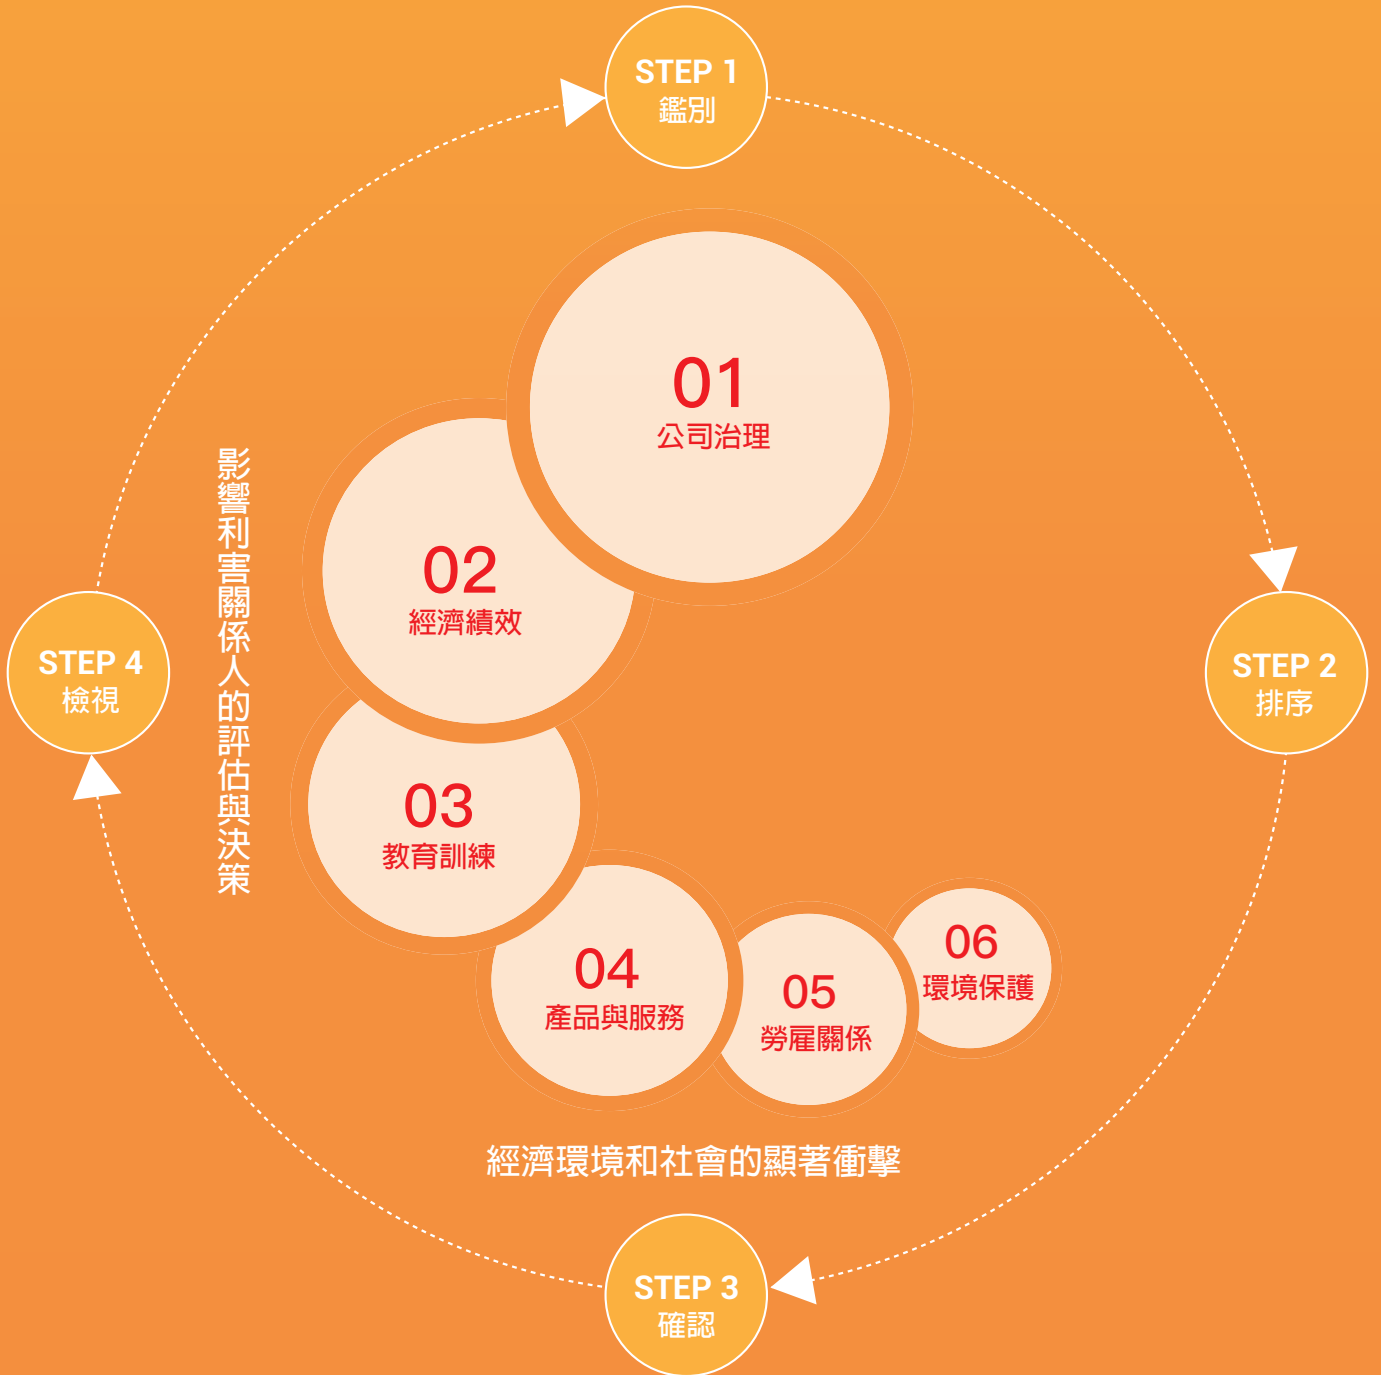 STEP 1
鑑別
01
公司治理
02
經濟績效
影響利害關係人的評估與決策
STEP 4
檢視
STEP 2
排序
03
教育訓練
04
產品與服務
05
勞雇關係
06
環境保護
經濟環境和社會的顯著衝擊
STEP 3
確認